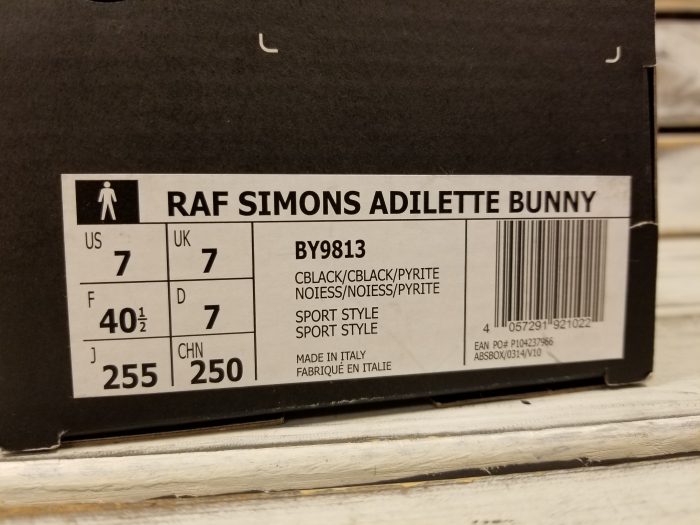 RAF SIMONS ADILETTE BUNNY
US 7
UK 7
F 40½
D 7
J 255
CHN 250
BY9813
CBLACK/CBLACK/PYRITE
NOIESS/NOIESS/PYRITE
SPORT STYLE
SPORT STYLE
MADE IN ITALY
FABRIQUÉ EN ITALIE
4 057291 921022
EAN PO# P104237966
ABSBOX/0314/V10